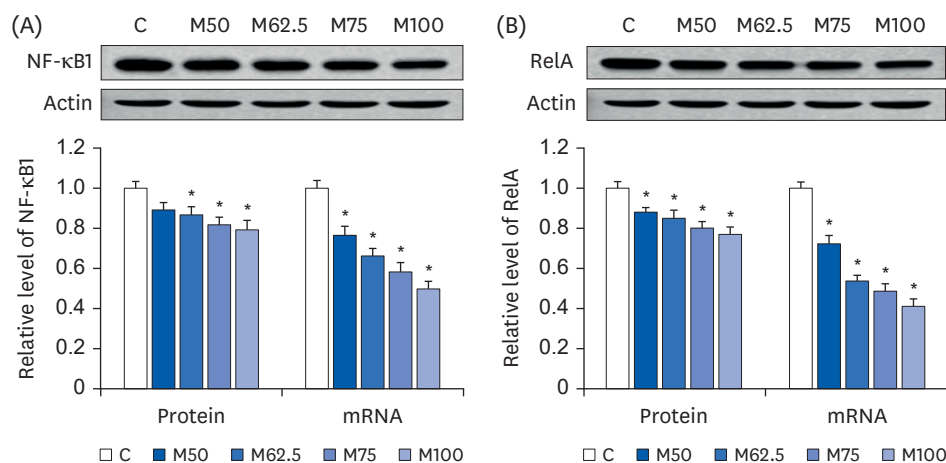 (A) C M50 M62.5 M75 M100
NF-κB1
Actin
Relative level of NF-κB1
1.2
1.0
0.8
0.6
0.4
0.2
0
* * * * * * *
Protein mRNA
C M50 M62.5 M75 M100
(B) C M50 M62.5 M75 M100
RelA
Actin
Relative level of RelA
1.2
1.0
0.8
0.6
0.4
0.2
0
* * * * * * * *
Protein mRNA
C M50 M62.5 M75 M100